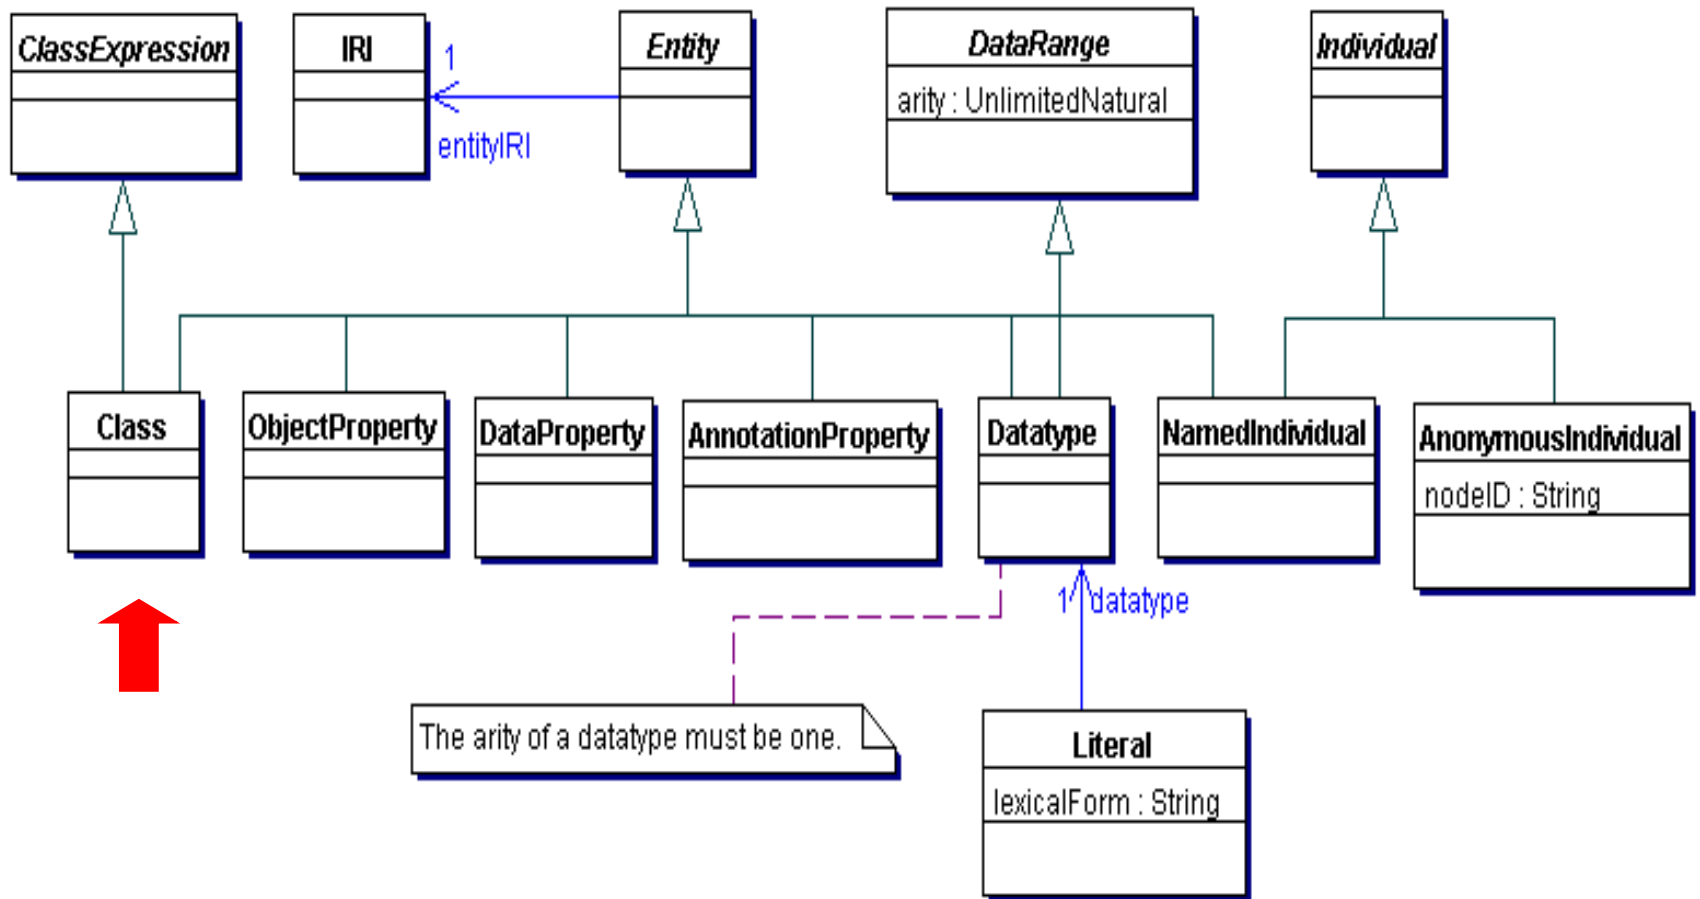 ClassExpression
IRI
1
entityIRI
Entity
DataRange
arity : UnlimitedNatural
Individual
Class
ObjectProperty
DataProperty
AnnotationProperty
Datatype
NamedIndividual
AnonymousIndividual
nodeID : String
1
datatype
The arity of a datatype must be one.
Literal
lexicalForm : String